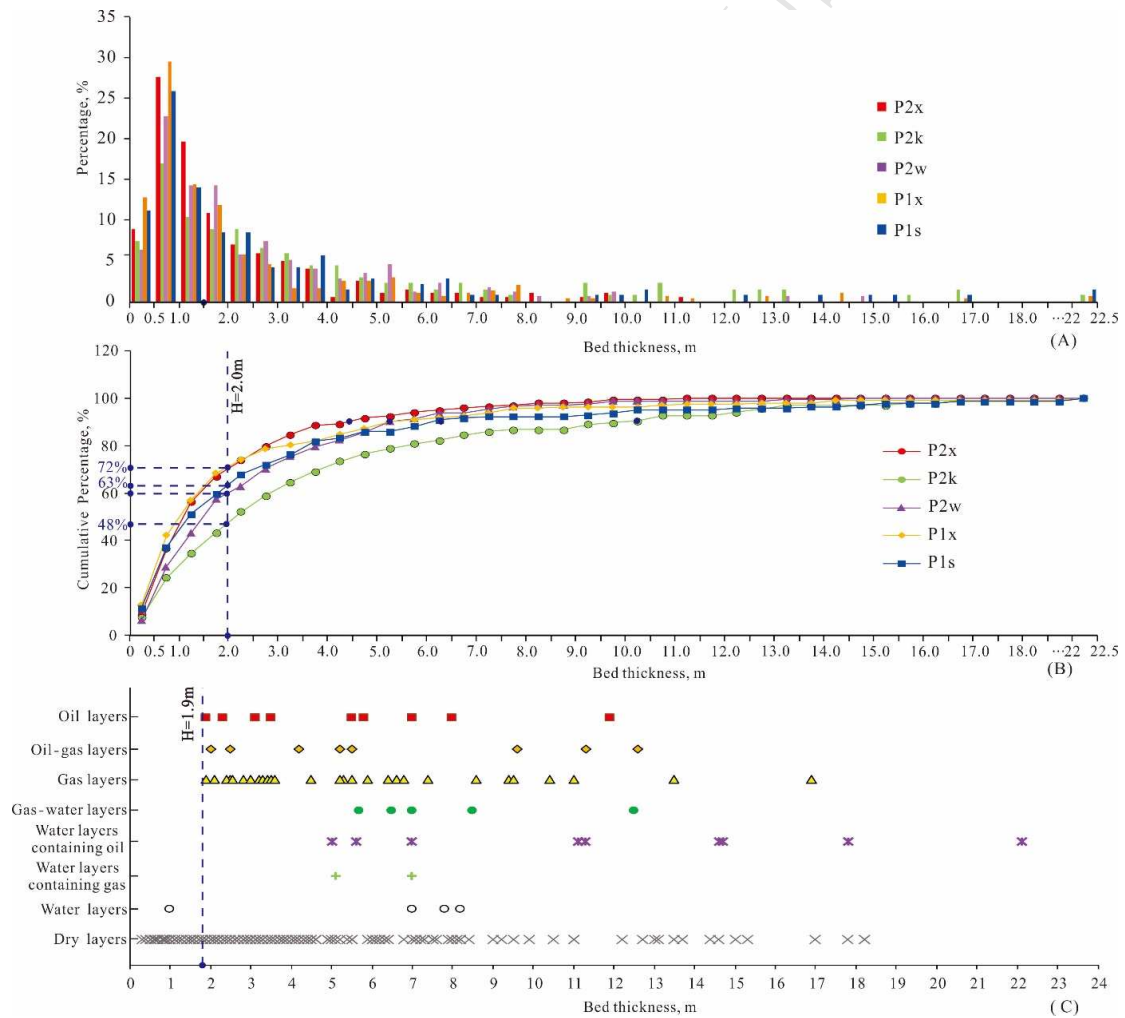 35
30
25
20
15
10
5
0
Percentage, %
P2x
P2k
P2w
P1x
P1s
0 0.5 1.0 2.0 3.0 4.0 5.0 6.0 7.0 8.0 9.0 10.0 11.0 12.0 13.0 14.0 15.0 16.0 17.0 18.0 ···22 22.5
Bed thickness, m
(A)
120
100
80
60
40
20
0
72%
63%
48%
Cumulative Percentage, %
H=2.0m
P2x
P2k
P2w
P1x
P1s
0 0.5 1.0 2.0 3.0 4.0 5.0 6.0 7.0 8.0 9.0 10.0 11.0 12.0 13.0 14.0 15.0 16.0 17.0 18.0 ···22 22.5
Bed thickness, m
(B)
H=1.9m
Oil layers
Oil-gas layers
Gas layers
Gas-water layers
Water layers
containing oil
Water layers
containing gas
Water layers
Dry layers
0 1 2 3 4 5 6 7 8 9 10 11 12 13 14 15 16 17 18 19 20 21 22 23 24
Bed thickness, m
(C)